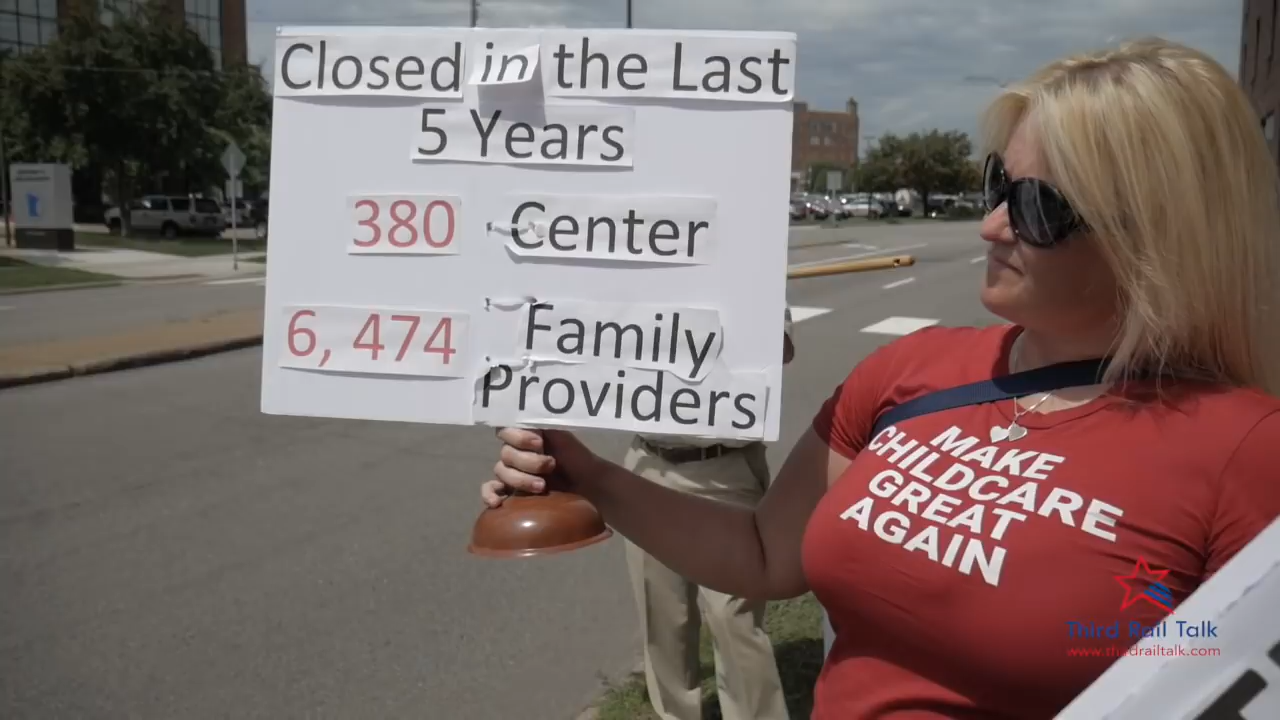 Closed in the Last
5 Years
380 Center
6, 474 Family
Providers
MAKE
CHILDCARE
GREAT
AGAIN
Third Rail Talk
www.thirdrailtalk.com